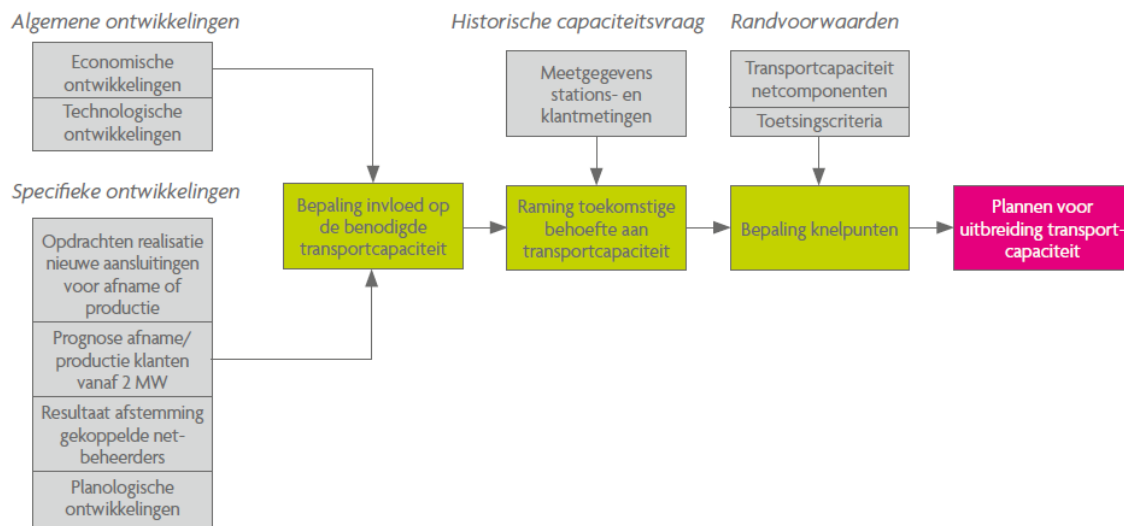 Algemene ontwikkelingen
Economische
ontwikkelingen
Technologische
ontwikkelingen
Specifieke ontwikkelingen
Opdrachten realisatie
nieuwe aansluitingen
voor afname of
productie
Prognose afname/
productie klanten
vanaf 2 MW
Resultaat afstemming
gekoppelde net-
beheerders
Planologische
ontwikkelingen
Bepaling invloed op
de benodigde
transportcapaciteit
Historische capaciteitsvraag
Meetgegevens
stations- en
klantmetingen
Raming toekomstige
behoefte aan
transportcapaciteit
Randvoorwaarden
Transportcapaciteit
netcomponenten
Toetsingscriteria
Bepaling knelpunten
Plannen voor
uitbreiding transport-
capaciteit